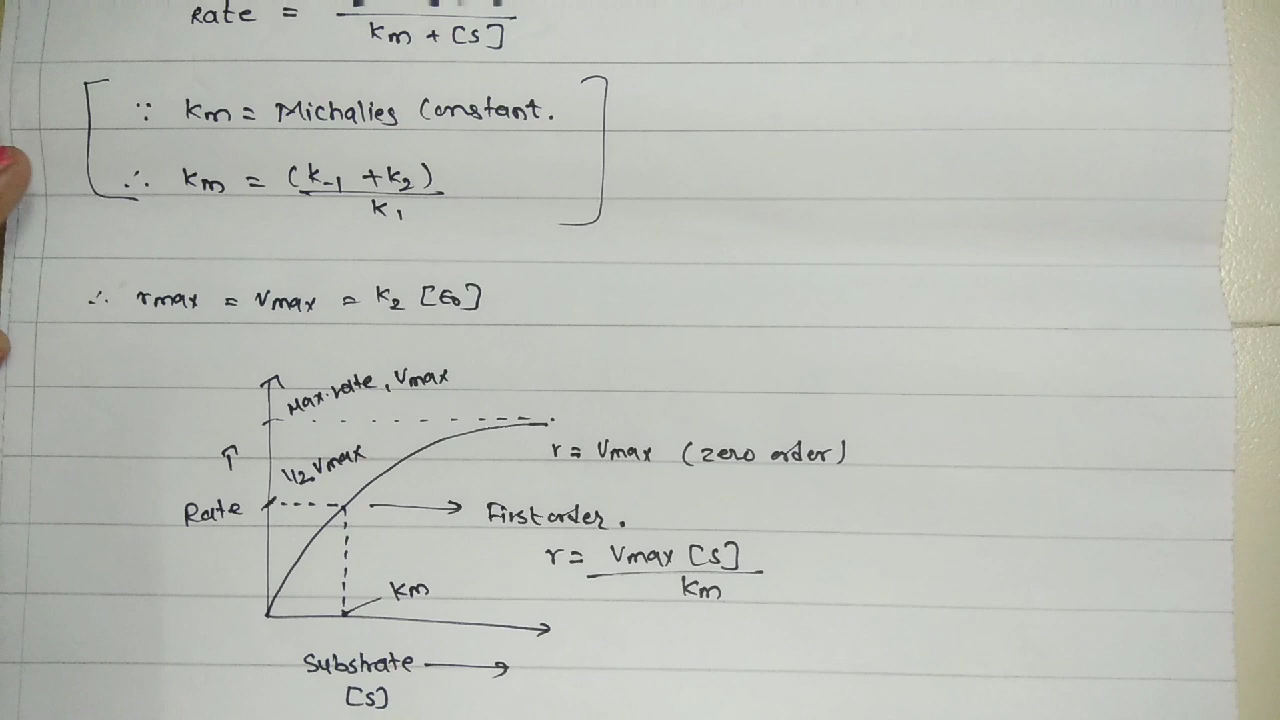 Rate =
Km + [S]
∵ Km = Michalies Constant.
∴ Km = (K-1 + K2)
K1
∴ rmax = Vmax = K2 [E0]
Max. rate, Vmax
r = Vmax (zero order)
1/2 Vmax
Rate
First order.
r = Vmax [S]
Km
Km
Substrate
[S]